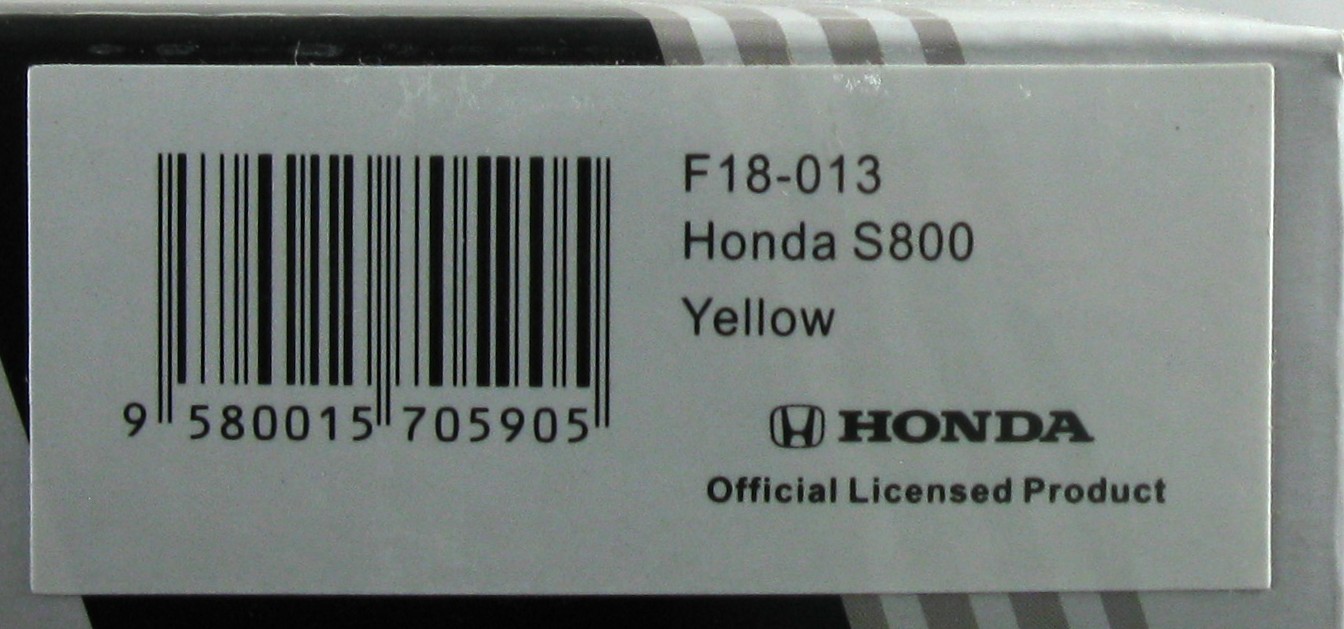 9 580015 705905
F18-013
Honda S800
Yellow
HONDA
Official Licensed Product